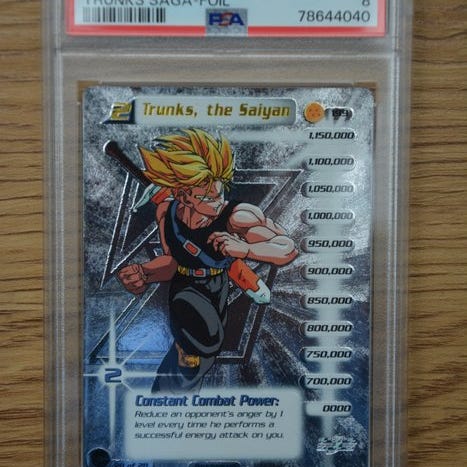 TRUNKS SAGA-FOIL
8
PSA
78644040
2 Trunks, the Saiyan 199
1,150,000
1,100,000
1,050,000
1,000,000
950,000
900,000
850,000
800,000
750,000
700,000
0000
2
Constant Combat Power:
Reduce an opponent's anger by 1
level every time he performs a
successful energy attack on you.